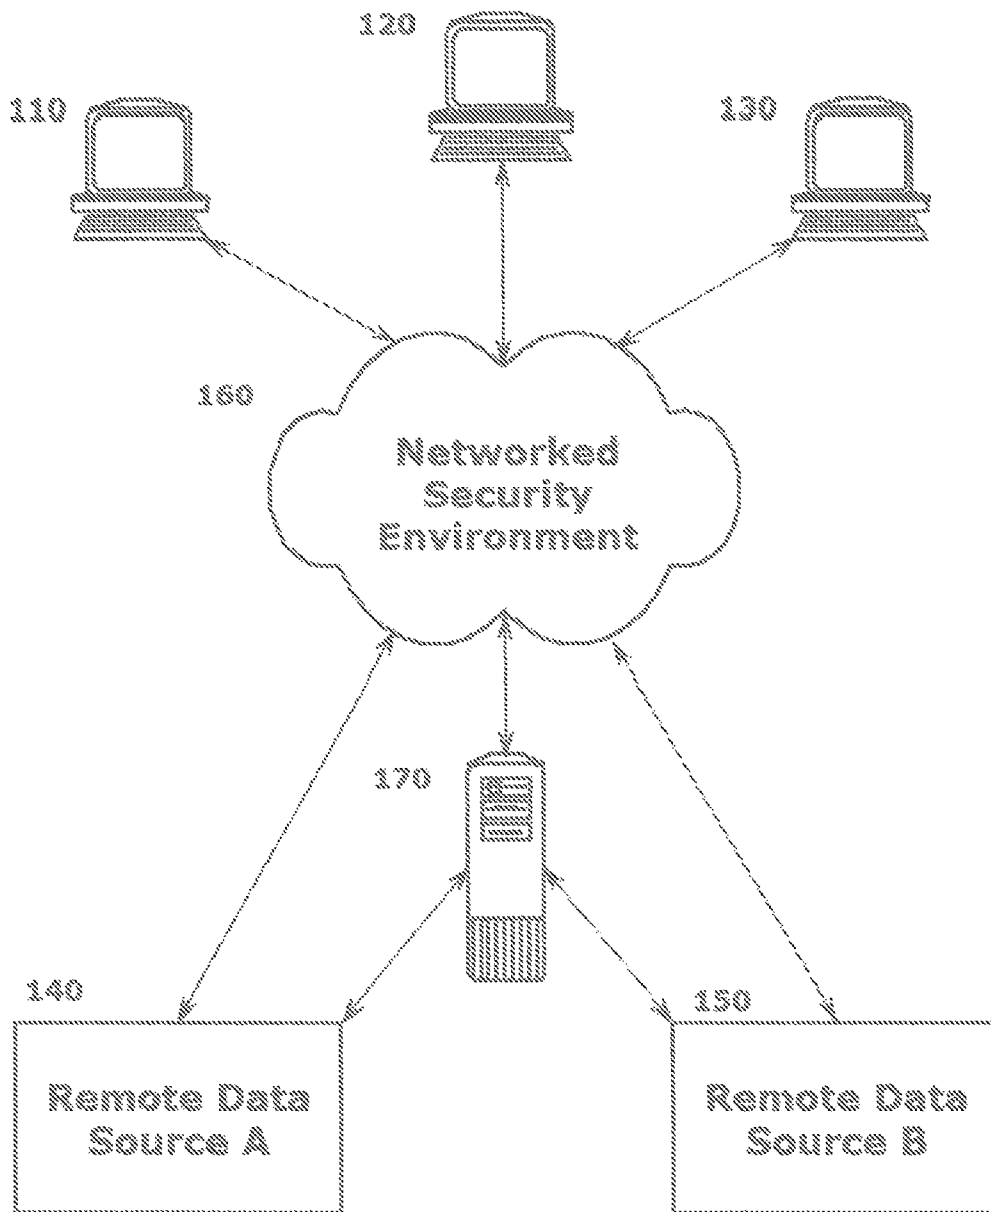 120
110
130
160
Networked
Security
Environment
170
140
150
Remote Data
Source A
Remote Data
Source B